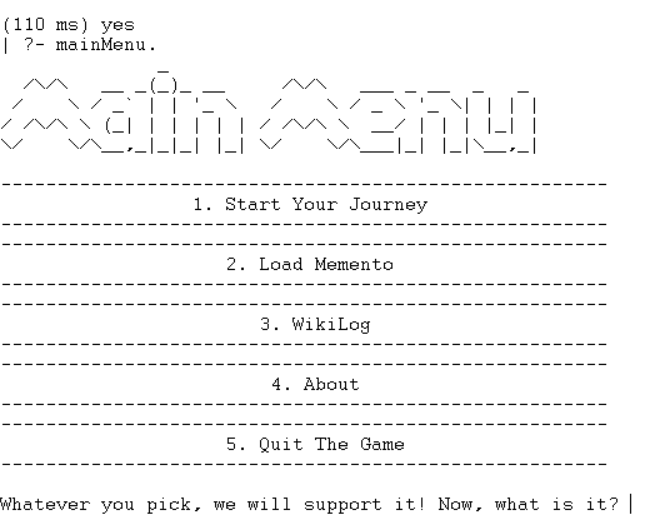 (110 ms) yes
| ?- mainMenu.
Main Menu
1. Start Your Journey
2. Load Memento
3. WikiLog
4. About
5. Quit The Game
Whatever you pick, we will support it! Now, what is it?